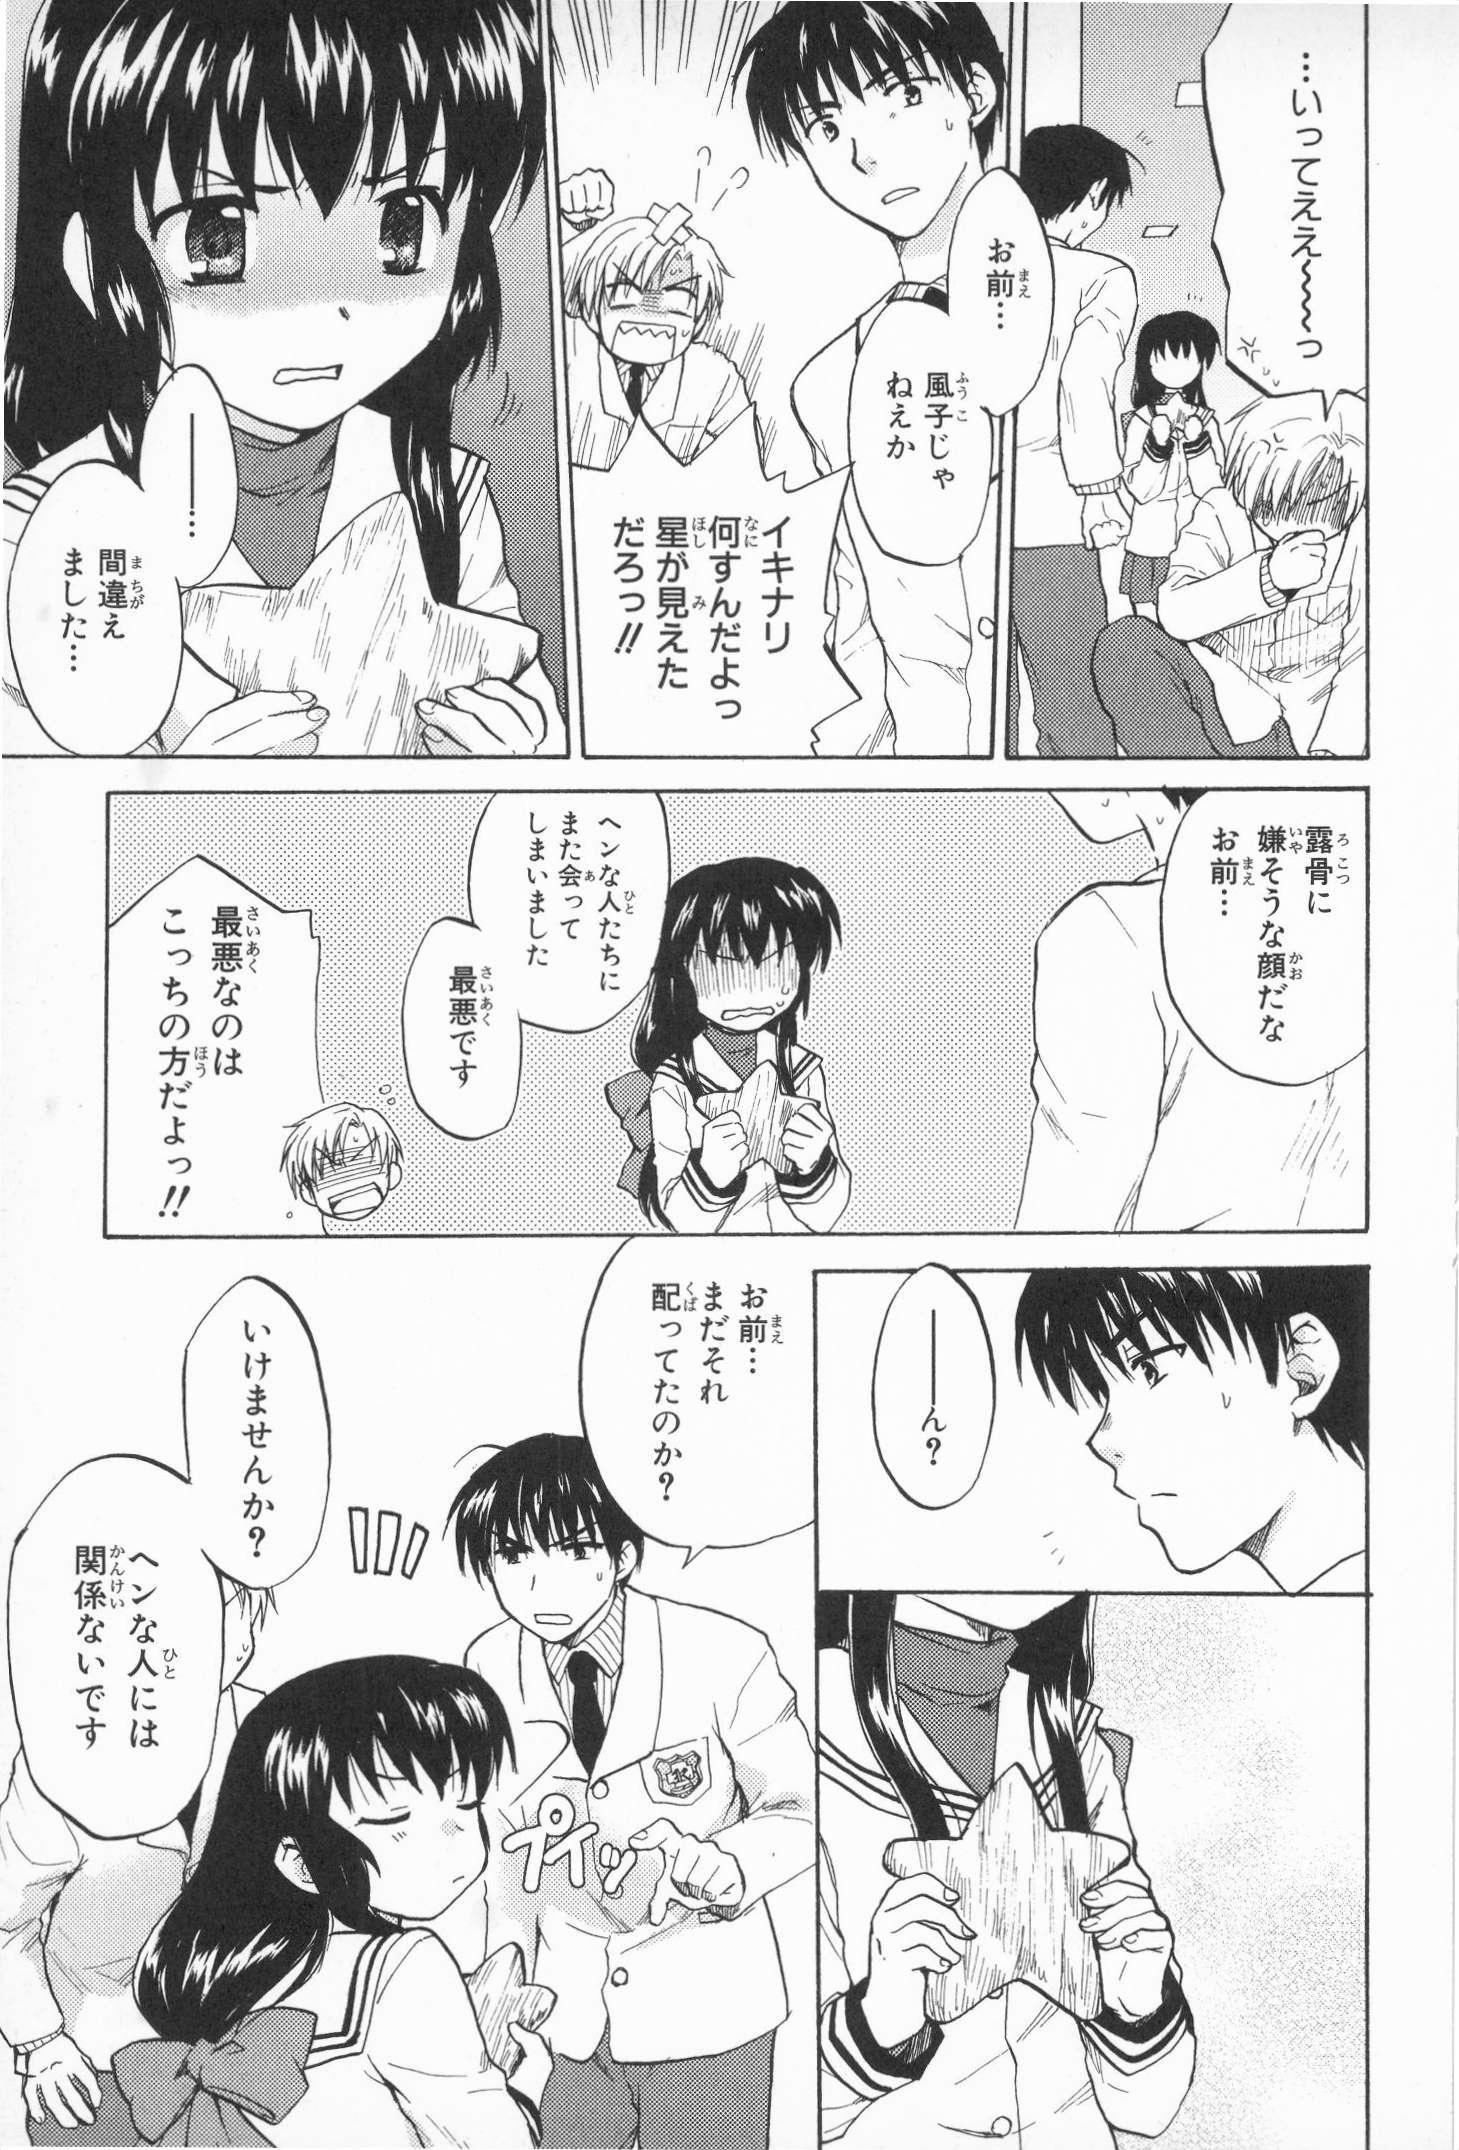 …いってえええ～～～っ
お前…
風子じゃ
ねえか
イキナリ
何すんだよっ
星が見えた
だろっ!!
――…
間違え
ました…
露骨に
嫌そうな顔だな
お前…
ヘンな人たちに
また会って
しまいました
最悪です
最悪なのは
こっちの方だよっ!!
――ん？
お前…
まだそれ
配ってたのか？
いけませんか？
ヘンな人には
関係ないです
プイッ